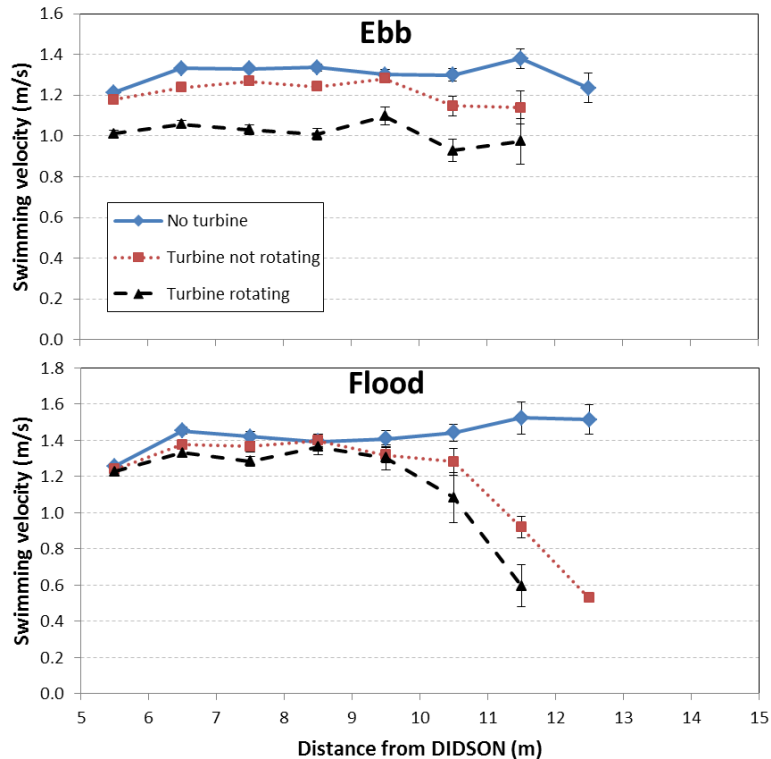 Ebb
Swimming velocity (m/s)
1.6
1.4
1.2
1.0
0.8
0.6
0.4
0.2
0.0
No turbine
Turbine not rotating
Turbine rotating
Flood
Swimming velocity (m/s)
1.8
1.6
1.4
1.2
1.0
0.8
0.6
0.4
0.2
0.0
5 6 7 8 9 10 11 12 13 14 15
Distance from DIDSON (m)